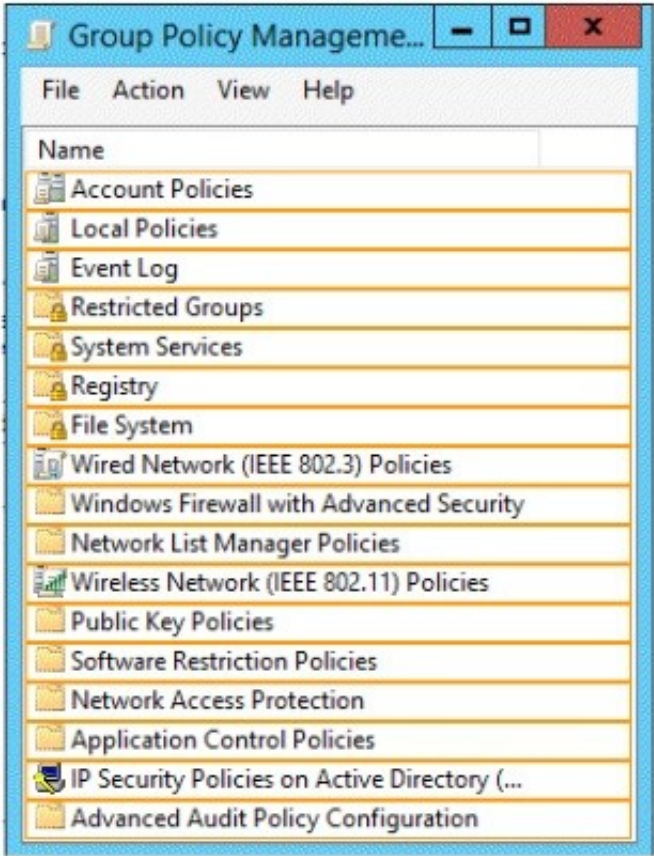 Group Policy Manageme...
File Action View Help
Name
Account Policies
Local Policies
Event Log
Restricted Groups
System Services
Registry
File System
Wired Network (IEEE 802.3) Policies
Windows Firewall with Advanced Security
Network List Manager Policies
Wireless Network (IEEE 802.11) Policies
Public Key Policies
Software Restriction Policies
Network Access Protection
Application Control Policies
IP Security Policies on Active Directory (...
Advanced Audit Policy Configuration